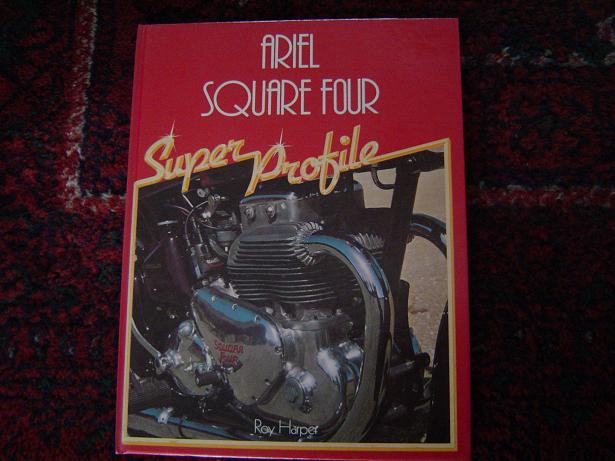 ARIEL
SQUARE FOUR
Super Profile
SQUARE
FOUR
Roy Harper